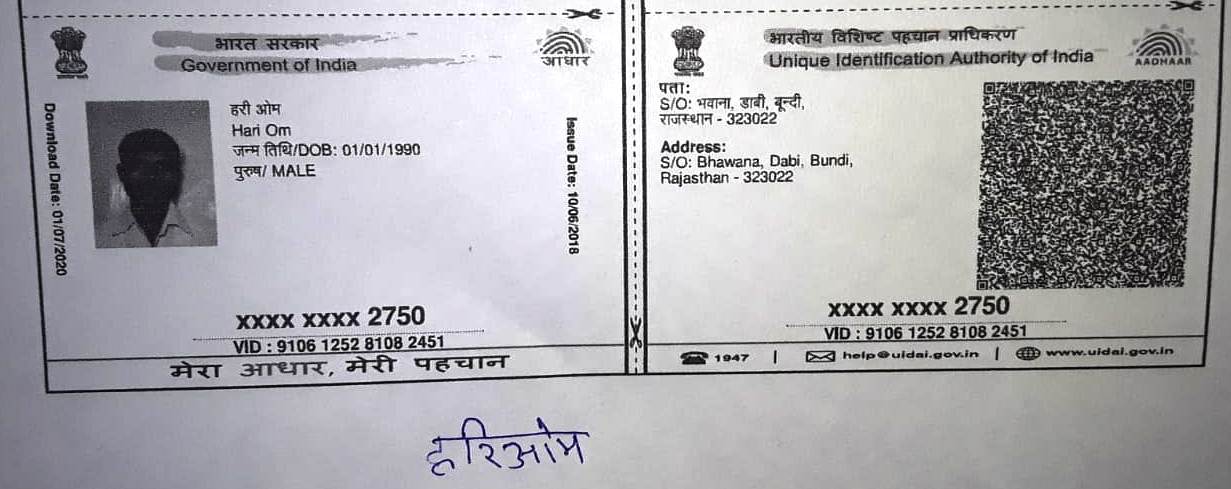 भारत सरकार
Government of India
आधार
Download Date: 01/07/2020
हरी ओम
Hari Om
जन्म तिथि/DOB: 01/01/1990
पुरुष/ MALE
Issue Date: 10/06/2018
XXXX XXXX 2750
VID : 9106 1252 8108 2451
मेरा आधार, मेरी पहचान
भारतीय विशिष्ट पहचान प्राधिकरण
Unique Identification Authority of India
AADHAAR
पता:
S/O: भवाना, डाबी, बून्दी,
राजस्थान - 323022
Address:
S/O: Bhawana, Dabi, Bundi,
Rajasthan - 323022
XXXX XXXX 2750
VID : 9106 1252 8108 2451
1947 | help@uidai.gov.in | www.uidai.gov.in
हरिओम